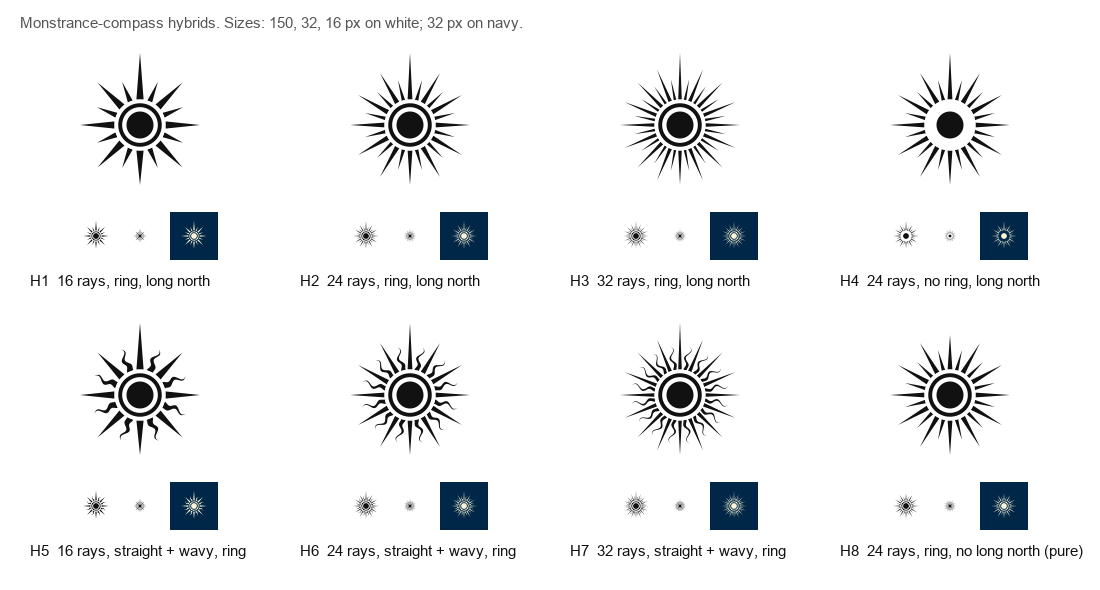 Monstrance-compass hybrids. Sizes: 150, 32, 16 px on white; 32 px on navy.
H1 16 rays, ring, long north
H2 24 rays, ring, long north
H3 32 rays, ring, long north
H4 24 rays, no ring, long north
H5 16 rays, straight + wavy, ring
H6 24 rays, straight + wavy, ring
H7 32 rays, straight + wavy, ring
H8 24 rays, ring, no long north (pure)